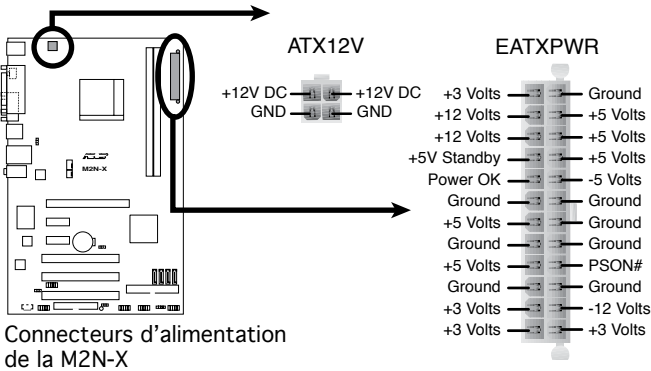 ATX12V
+12V DC +12V DC
GND GND
EATXPWR
+3 Volts Ground
+12 Volts +5 Volts
+12 Volts +5 Volts
+5V Standby +5 Volts
Power OK -5 Volts
Ground Ground
+5 Volts Ground
Ground Ground
+5 Volts PSON#
Ground Ground
+3 Volts -12 Volts
+3 Volts +3 Volts
M2N-X
Connecteurs d’alimentation
de la M2N-X